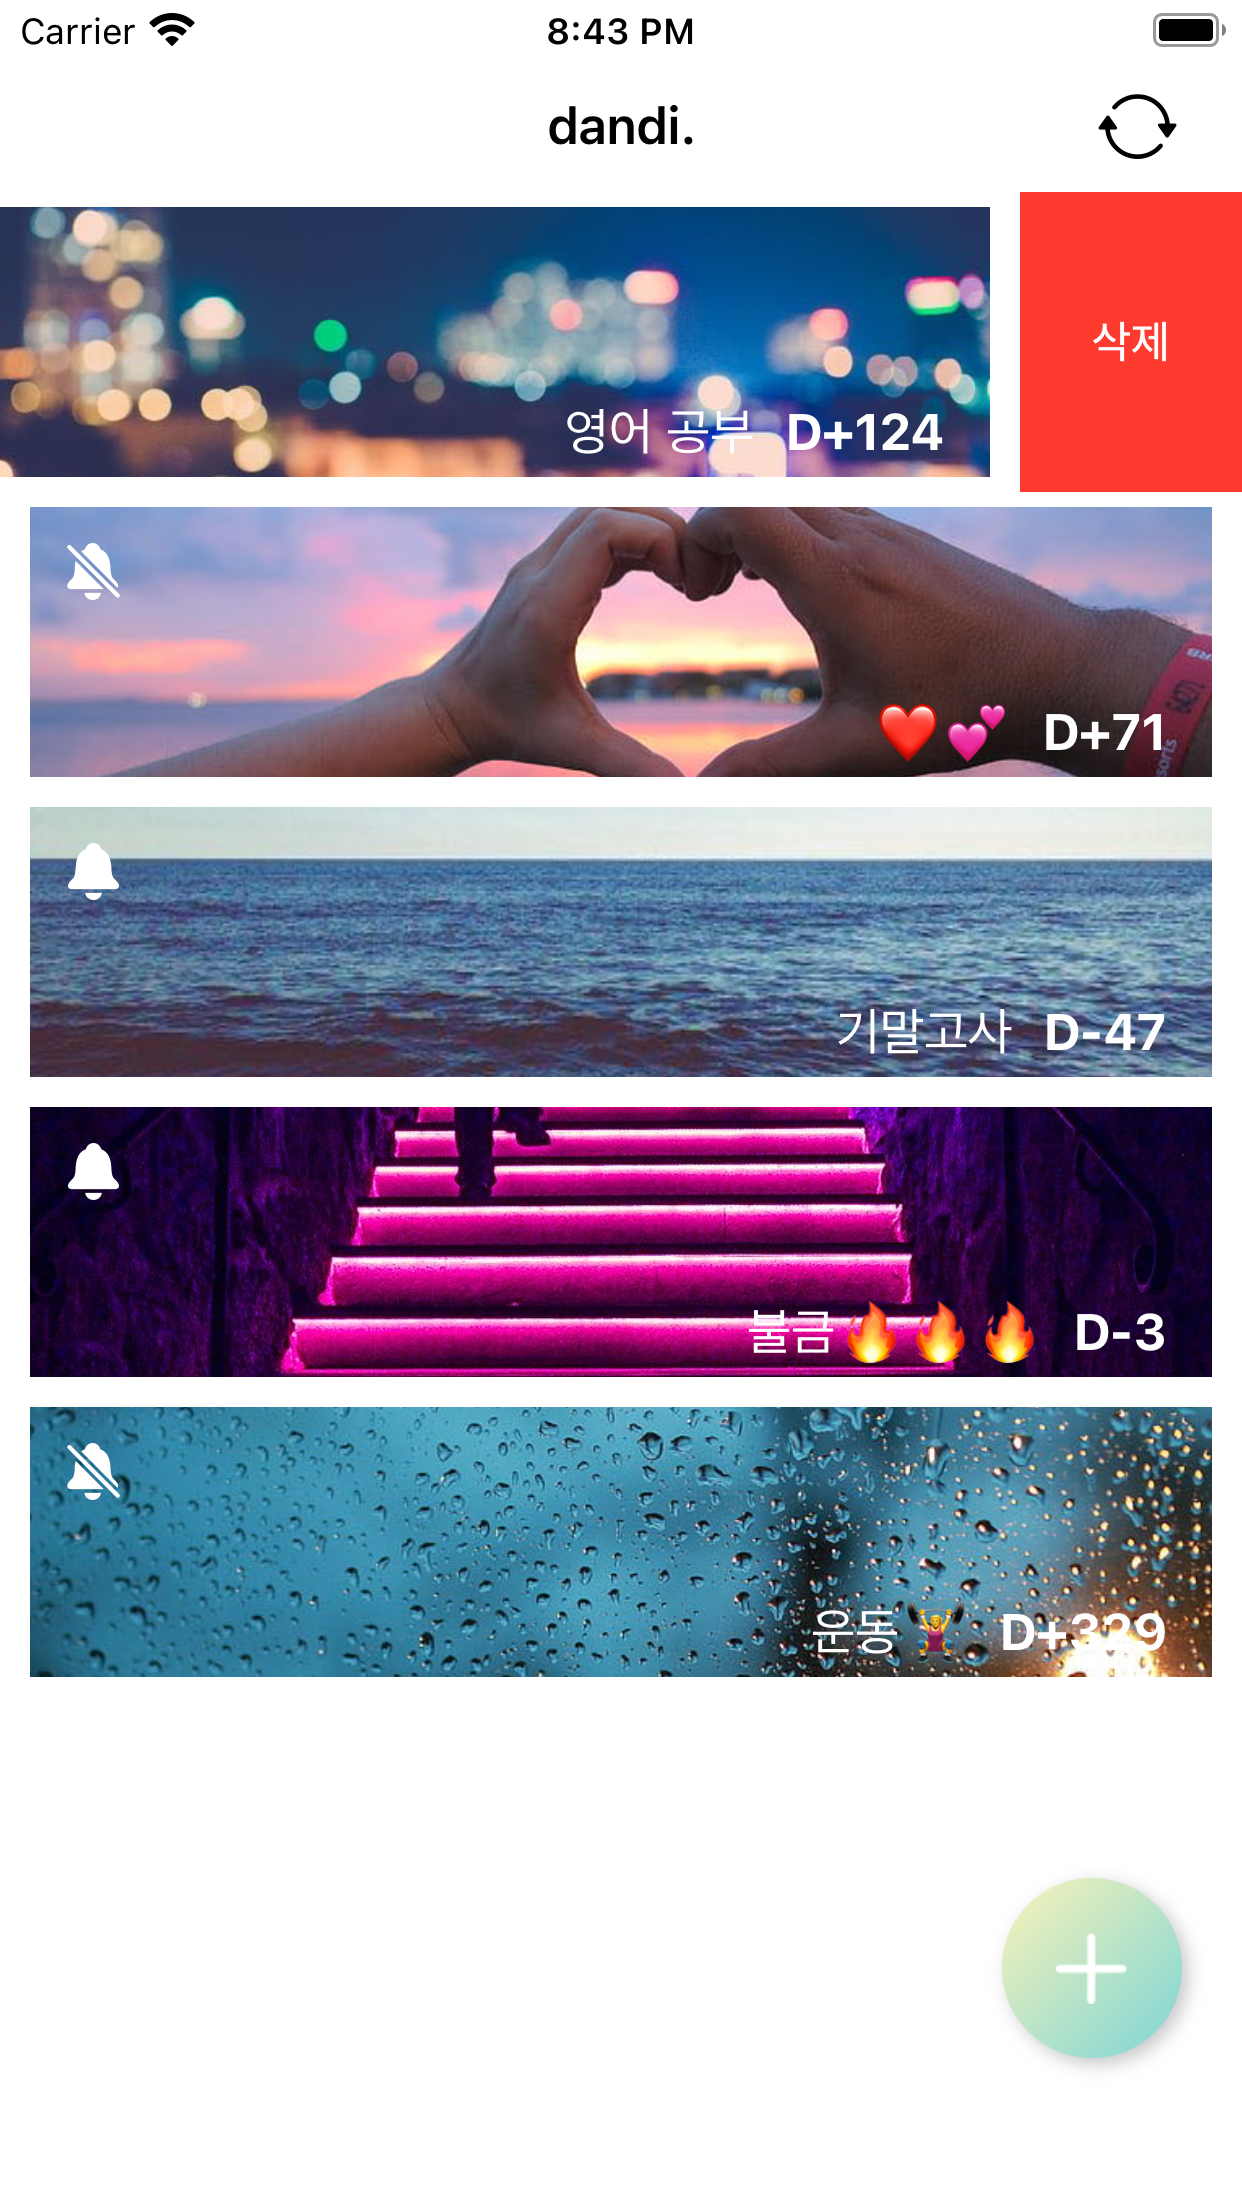 Carrier 8:43 PM
dandi.
삭제
영어 공부 D+124
❤️💕 D+71
기말고사 D-47
불금🔥🔥🔥 D-3
운동🏋️‍♀️ D+329